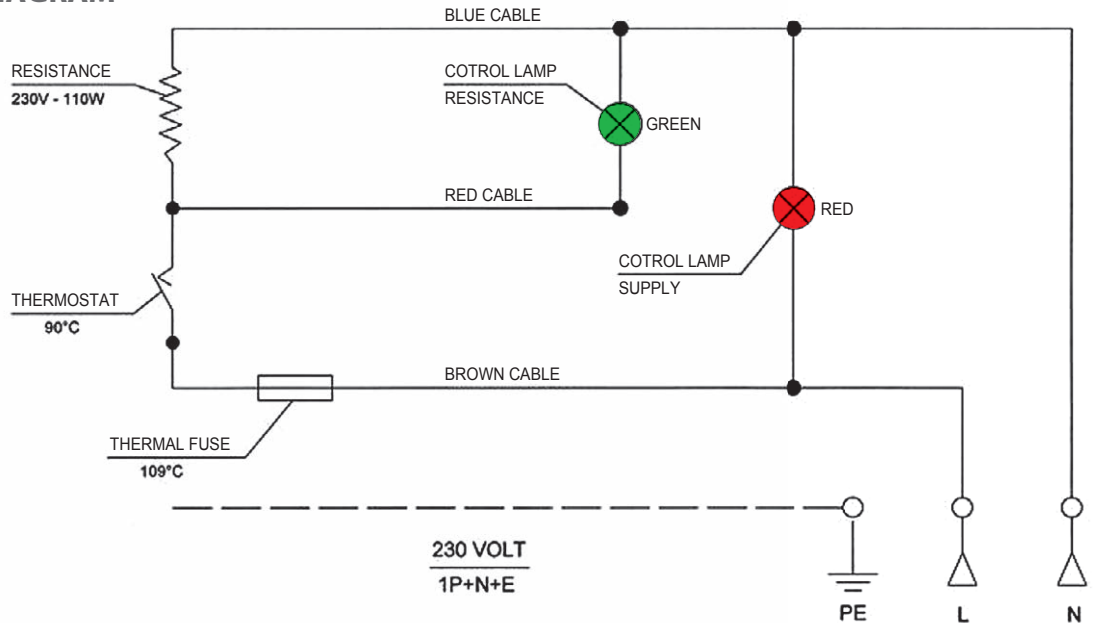 BLUE CABLE
RESISTANCE
230V - 110W
COTROL LAMP
RESISTANCE
GREEN
RED CABLE
RED
COTROL LAMP
SUPPLY
THERMOSTAT
90°C
BROWN CABLE
THERMAL FUSE
109°C
230 VOLT
1P+N+E
PE
L
N